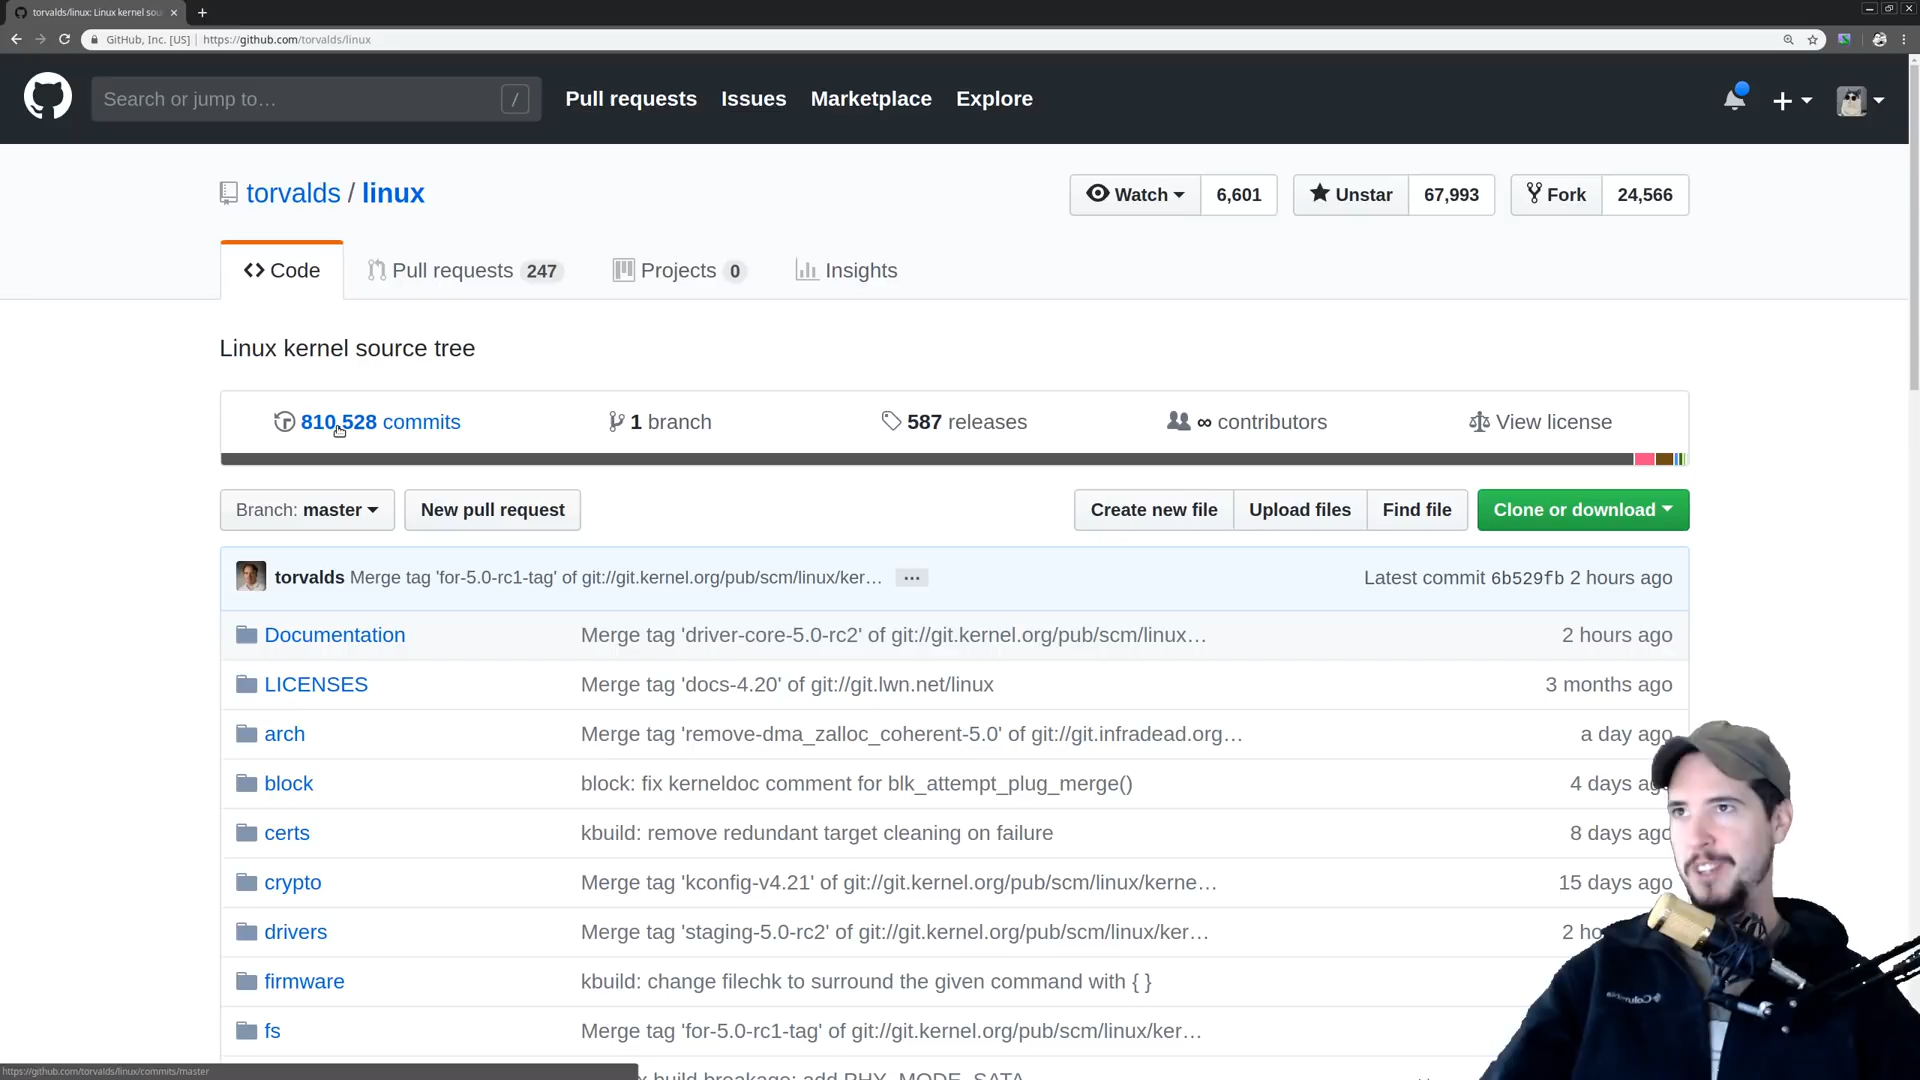 torvalds/linux: Linux kernel sou
GitHub, Inc. [US] | https://github.com/torvalds/linux
Search or jump to… /
Pull requests Issues Marketplace Explore
torvalds / linux
Watch 6,601 Unstar 67,993 Fork 24,566
Code Pull requests 247 Projects 0 Insights
Linux kernel source tree
810,528 commits 1 branch 587 releases ∞ contributors View license
Branch: master New pull request Create new file Upload files Find file Clone or download
torvalds Merge tag 'for-5.0-rc1-tag' of git://git.kernel.org/pub/scm/linux/ker… … Latest commit 6b529fb 2 hours ago
Documentation Merge tag 'driver-core-5.0-rc2' of git://git.kernel.org/pub/scm/linux… 2 hours ago
LICENSES Merge tag 'docs-4.20' of git://git.lwn.net/linux 3 months ago
arch Merge tag 'remove-dma_zalloc_coherent-5.0' of git://git.infradead.org… a day ago
block block: fix kerneldoc comment for blk_attempt_plug_merge() 4 days ago
certs kbuild: remove redundant target cleaning on failure 8 days ago
crypto Merge tag 'kconfig-v4.21' of git://git.kernel.org/pub/scm/linux/kerne… 15 days ago
drivers Merge tag 'staging-5.0-rc2' of git://git.kernel.org/pub/scm/linux/ker… 2 ho
firmware kbuild: change filechk to surround the given command with { }
fs Merge tag 'for-5.0-rc1-tag' of git://git.kernel.org/pub/scm/linux/ker…
https://github.com/torvalds/linux/commits/master
build breakage: add PHY_MODE_SATA
Columbia